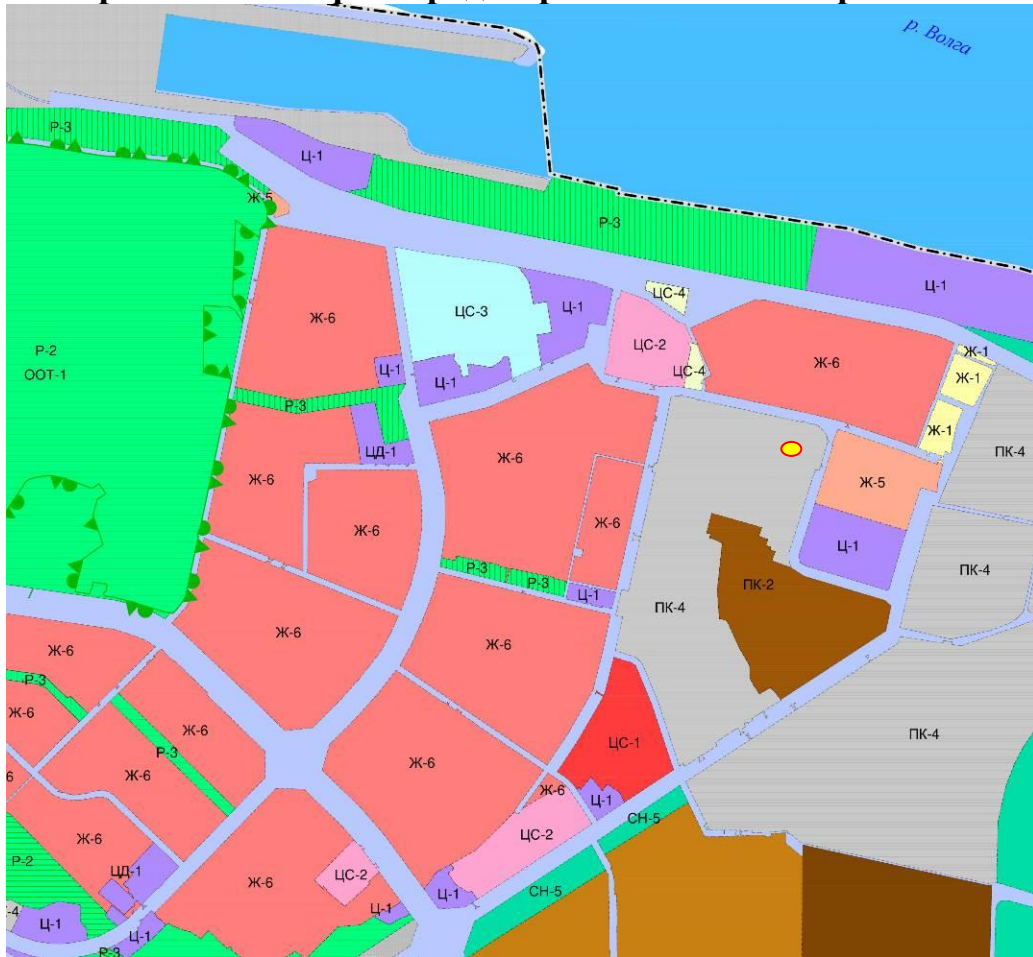 р. Волга
Р-3
Ц-1
Ж-5
Р-3
Ц-1
ЦС-4
Ц-1
ЦС-3
Ж-6
ЦС-2
Ж-6
Ж-1
Р-2
ООТ-1
Ц-1
Ц-1
ЦС-4
Ж-1
Р-3
Ж-1
ЦД-1
Ж-6
ПК-4
Ж-6
Ж-5
Ж-6
Ж-6
Ц-1
Р-3
Р-3
ПК-4
Ц-1
ПК-2
ПК-4
Ж-6
Ж-6
Ж-6
Р-3
Ж-6
Ж-6
ЦС-1
ПК-4
Р-3
Ж-6
6
Ж-6
Ж-6
Ц-1
СН-5
Ж-6
ЦС-2
Р-2
ЦД-1
ЦС-2
Ж-6
СН-5
Ц-1
-4
Ц-1
Ц-1
Ц-1
Р-3